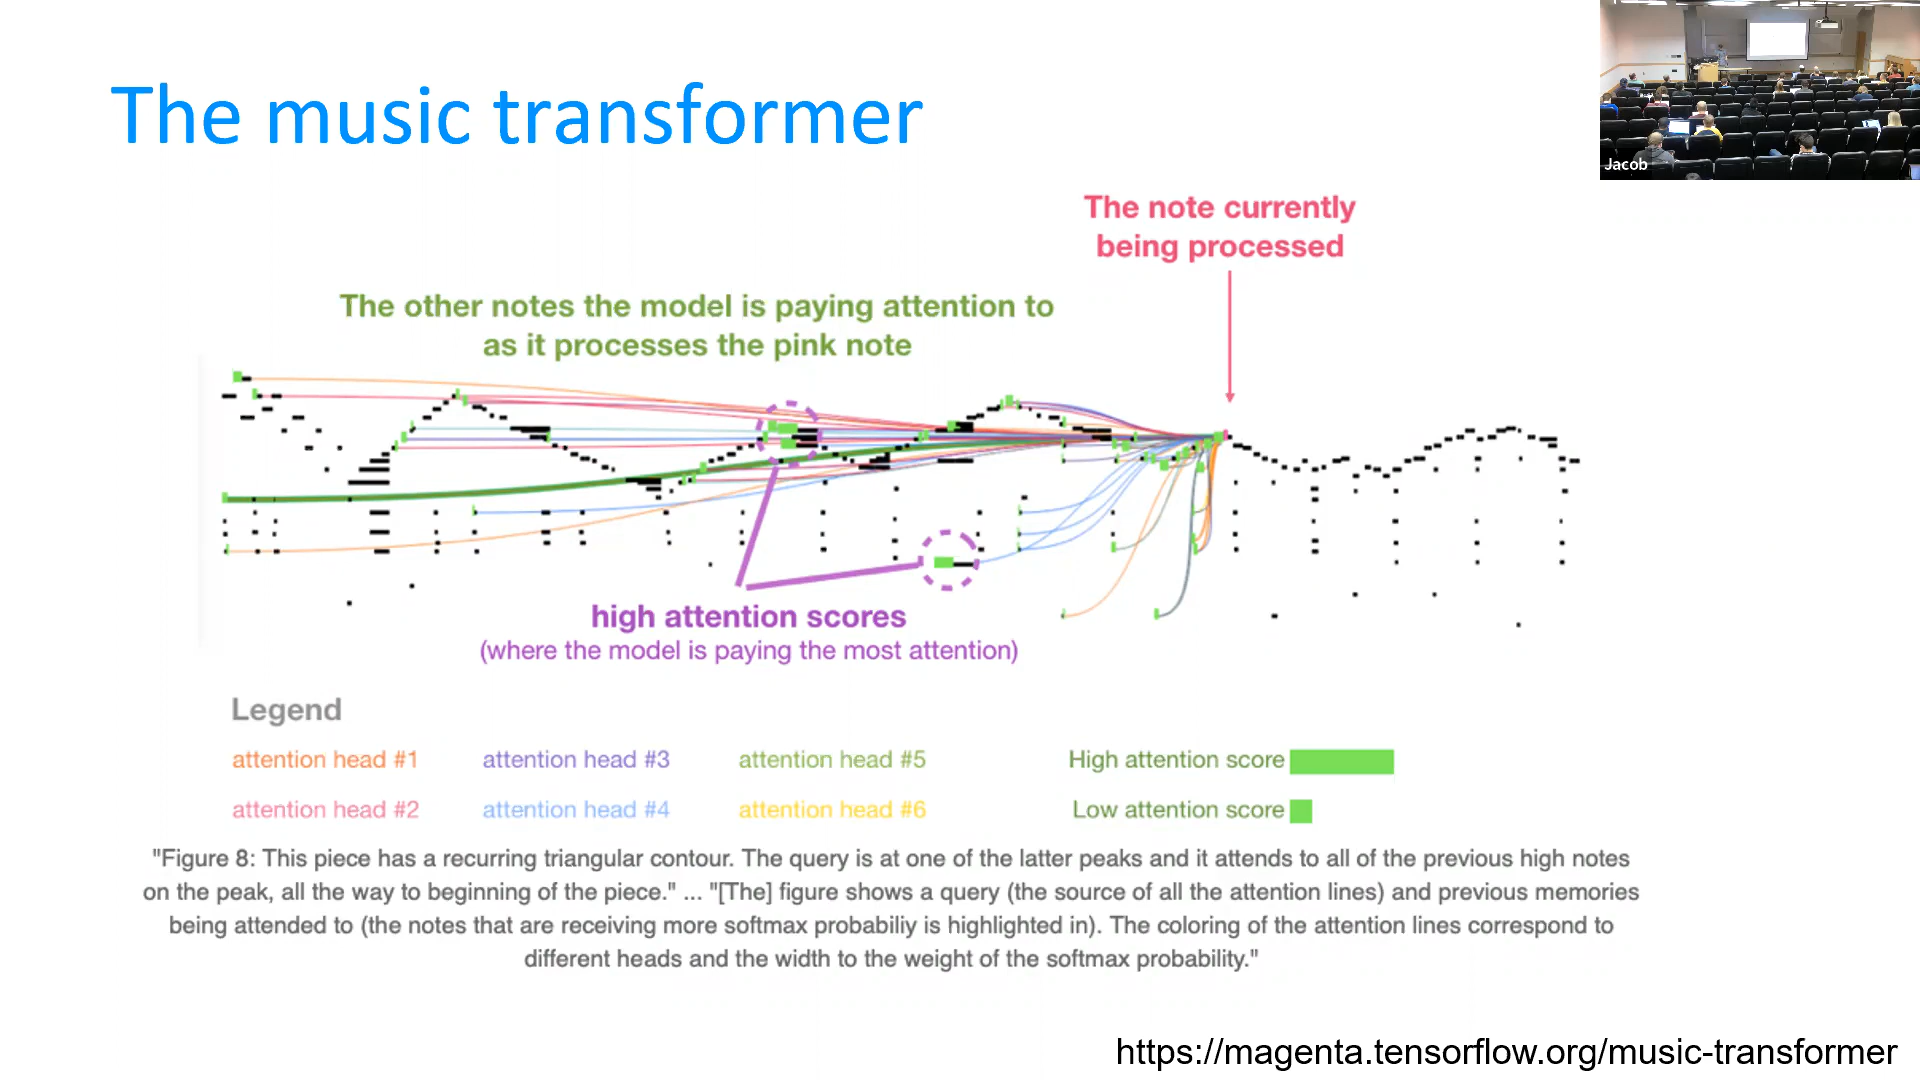 The music transformer
Jacob
The note currently
being processed
The other notes the model is paying attention to
as it processes the pink note
high attention scores
(where the model is paying the most attention)
Legend
attention head #1
attention head #3
attention head #5
High attention score
attention head #2
attention head #4
attention head #6
Low attention score
"Figure 8: This piece has a recurring triangular contour. The query is at one of the latter peaks and it attends to all of the previous high notes
on the peak, all the way to beginning of the piece." ... "[The] figure shows a query (the source of all the attention lines) and previous memories
being attended to (the notes that are receiving more softmax probabiliy is highlighted in). The coloring of the attention lines correspond to
different heads and the width to the weight of the softmax probability."
https://magenta.tensorflow.org/music-transformer